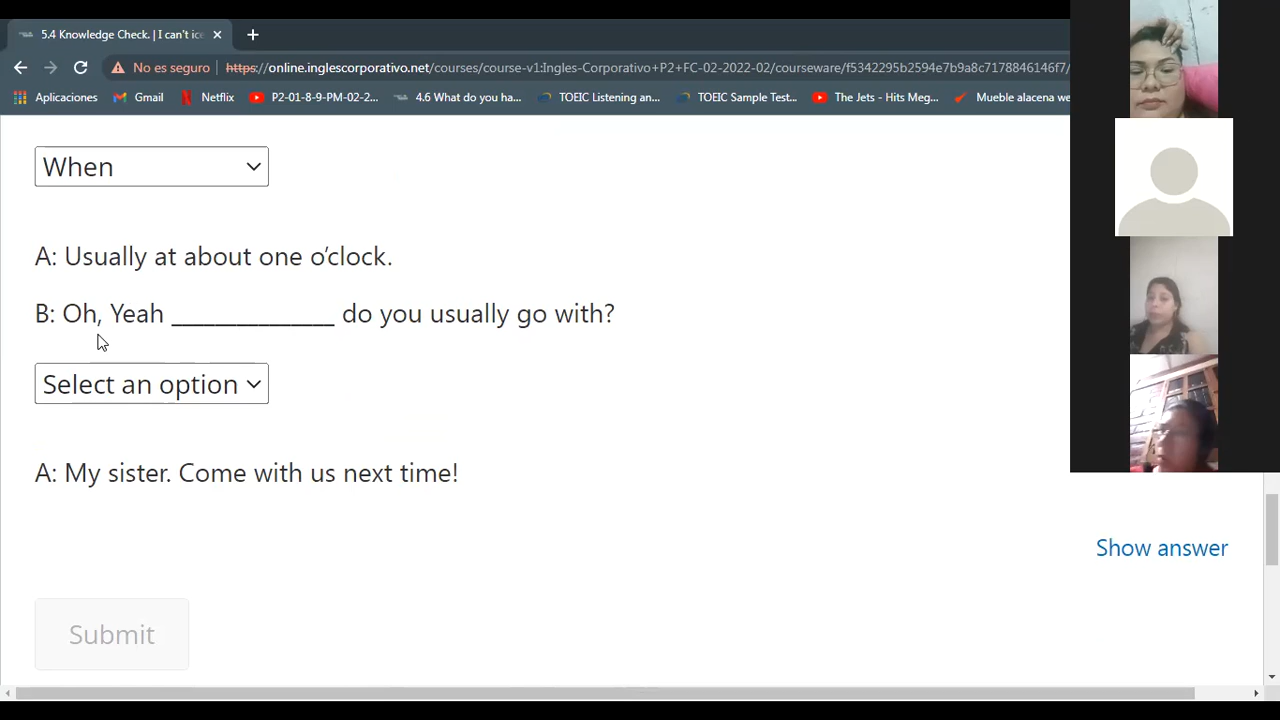 5.4 Knowledge Check. | I can't ice
No es seguro
https://online.inglescorporativo.net/courses/course-v1:Ingles-Corporativo+P2+FC-02-2022-02/courseware/f5342295b2594e7b9a8c7178846146f7/
Aplicaciones Gmail Netflix P2-01-8-9-PM-02-2... 4.6 What do you ha... TOEIC Listening an... TOEIC Sample Test... The Jets - Hits Meg... Mueble alacena we
When
A: Usually at about one o’clock.
B: Oh, Yeah _______________ do you usually go with?
Select an option
A: My sister. Come with us next time!
Show answer
Submit